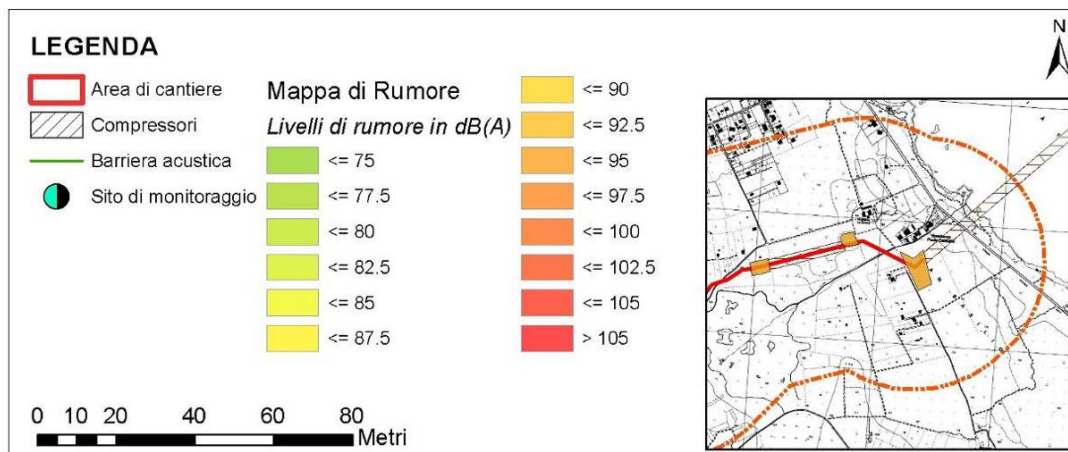 LEGENDA
Area di cantiere
Compressori
Barriera acustica
Sito di monitoraggio
Mappa di Rumore
Livelli di rumore in dB(A)
<= 75
<= 77.5
<= 80
<= 82.5
<= 85
<= 87.5
<= 90
<= 92.5
<= 95
<= 97.5
<= 100
<= 102.5
<= 105
> 105
0 10 20 40 60 80
Metri
N